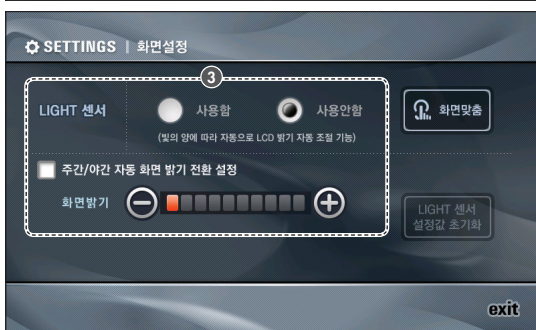 SETTINGS | 화면설정
3
LIGHT 센서 사용함 사용안함
(빛의 양에 따라 자동으로 LCD 밝기 자동 조절 기능)
화면맞춤
주간/야간 자동 화면 밝기 전환 설정
화면밝기
LIGHT 센서
설정값 초기화
exit